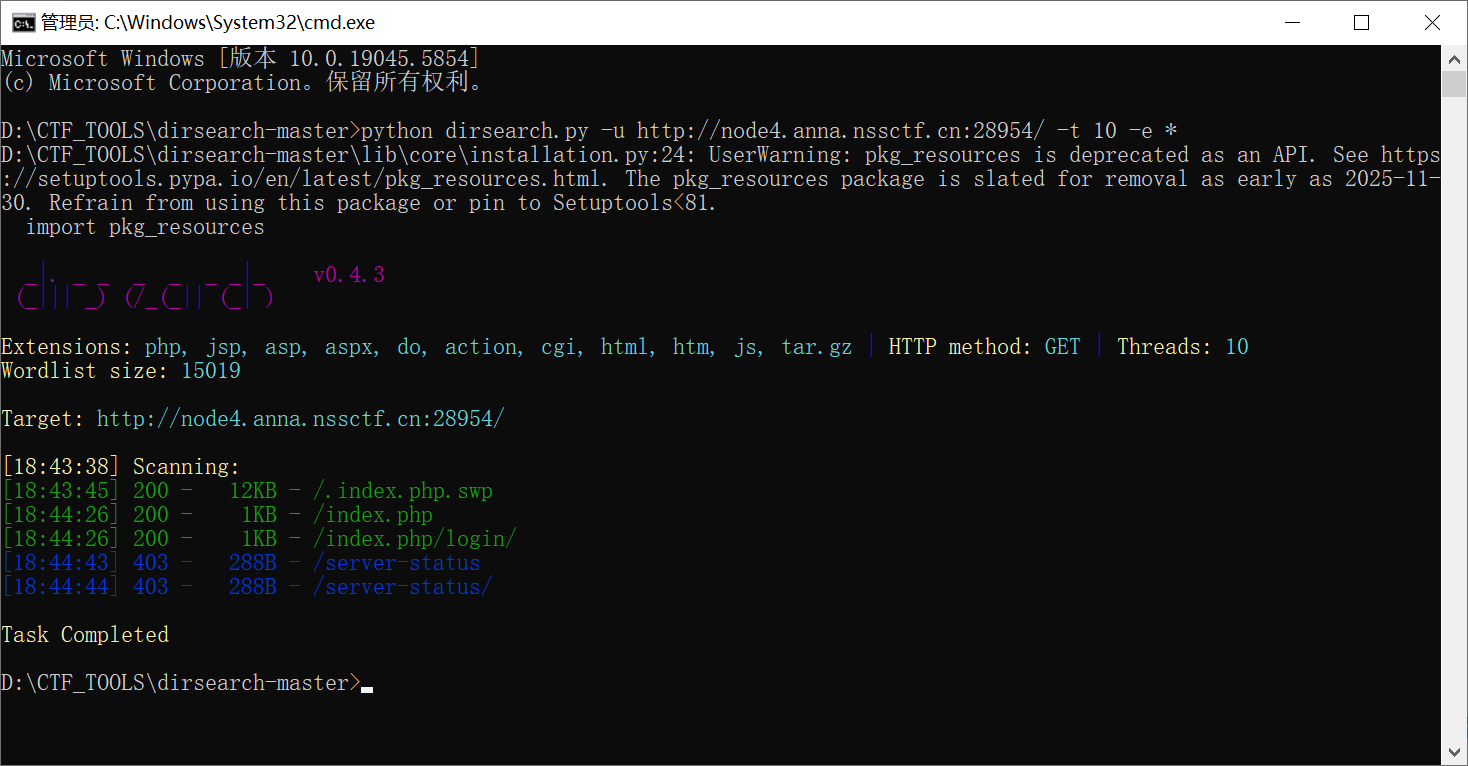 管理员: C:\Windows\System32\cmd.exe
Microsoft Windows [版本 10.0.19045.5854]
(c) Microsoft Corporation。保留所有权利。
D:\CTF_TOOLS\dirsearch-master>python dirsearch.py -u http://node4.anna.nssctf.cn:28954/ -t 10 -e *
D:\CTF_TOOLS\dirsearch-master\lib\core\installation.py:24: UserWarning: pkg_resources is deprecated as an API. See https
://setuptools.pypa.io/en/latest/pkg_resources.html. The pkg_resources package is slated for removal as early as 2025-11-
30. Refrain from using this package or pin to Setuptools<81.
  import pkg_resources
dirsearch v0.4.3
Extensions: php, jsp, asp, aspx, do, action, cgi, html, htm, js, tar.gz | HTTP method: GET | Threads: 10
Wordlist size: 15019
Target: http://node4.anna.nssctf.cn:28954/
[18:43:38] Scanning:
[18:43:45] 200 -   12KB - /.index.php.swp
[18:44:26] 200 -    1KB - /index.php
[18:44:26] 200 -    1KB - /index.php/login/
[18:44:43] 403 -   288B - /server-status
[18:44:44] 403 -   288B - /server-status/
Task Completed
D:\CTF_TOOLS\dirsearch-master>